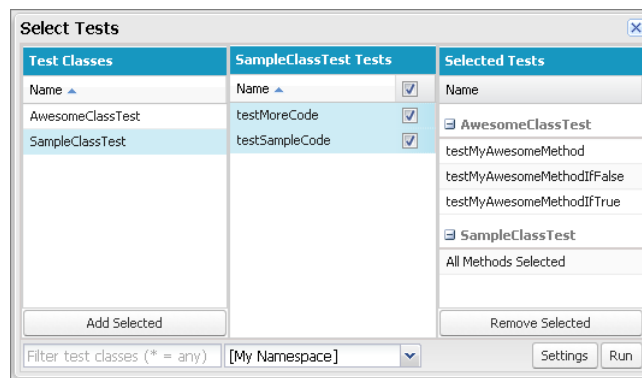 Select Tests
Test Classes
Name
AwesomeClassTest
SampleClassTest
Add Selected
SampleClassTest Tests
Name
testMoreCode
testSampleCode
Selected Tests
Name
AwesomeClassTest
testMyAwesomeMethod
testMyAwesomeMethodIfFalse
testMyAwesomeMethodIfTrue
SampleClassTest
All Methods Selected
Remove Selected
Filter test classes (* = any)
[My Namespace]
Settings
Run